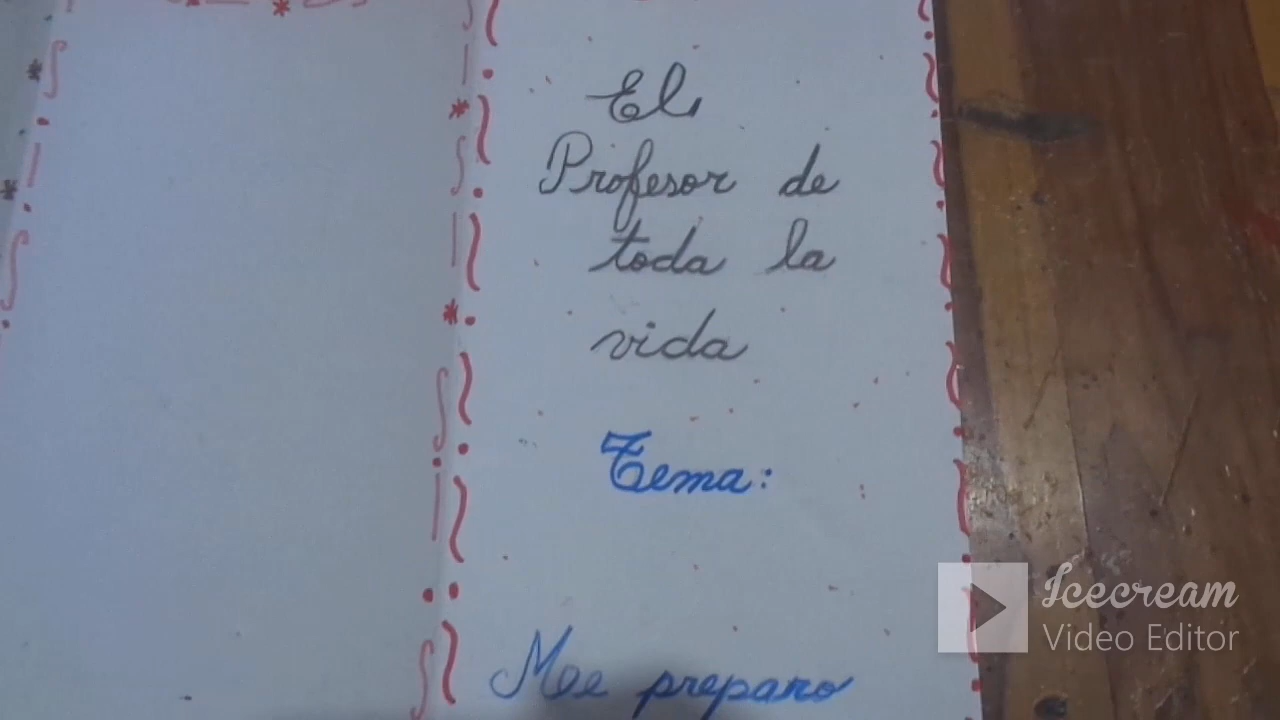 El
Profesor de
toda la
vida
Tema:
Me preparo
Icecream
Video Editor